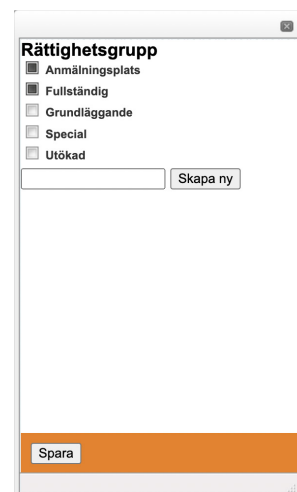 Rättighetsgrupp
Anmälningsplats
Fullständig
Grundläggande
Special
Utökad
Skapa ny
Spara